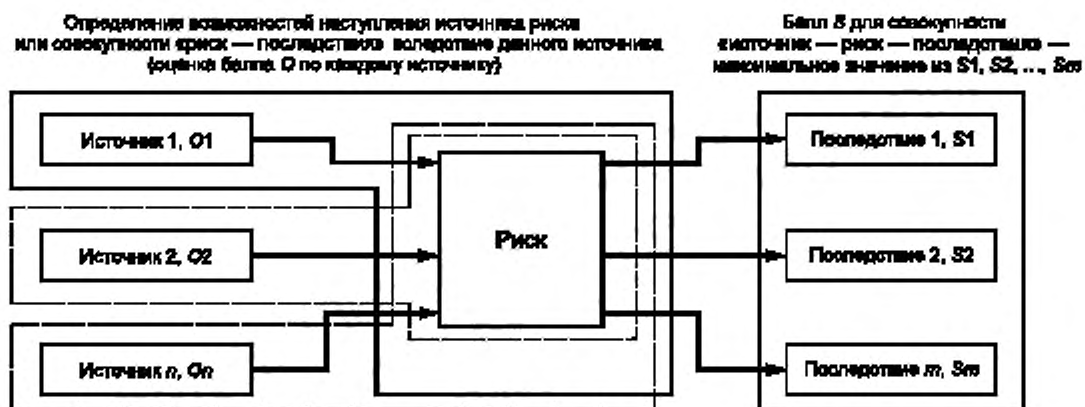 Определение возможностей наступления источника риска
или совокупности «риск — последствие вследствие данного источника
(оценка балла O по каждому источнику)
Балл S для совокупности
«источник — риск — последствие —
максимальное значение из S1, S2, ..., Sm
Источник 1, O1
Источник 2, O2
Источник n, On
Риск
Последствие 1, S1
Последствие 2, S2
Последствие m, Sm